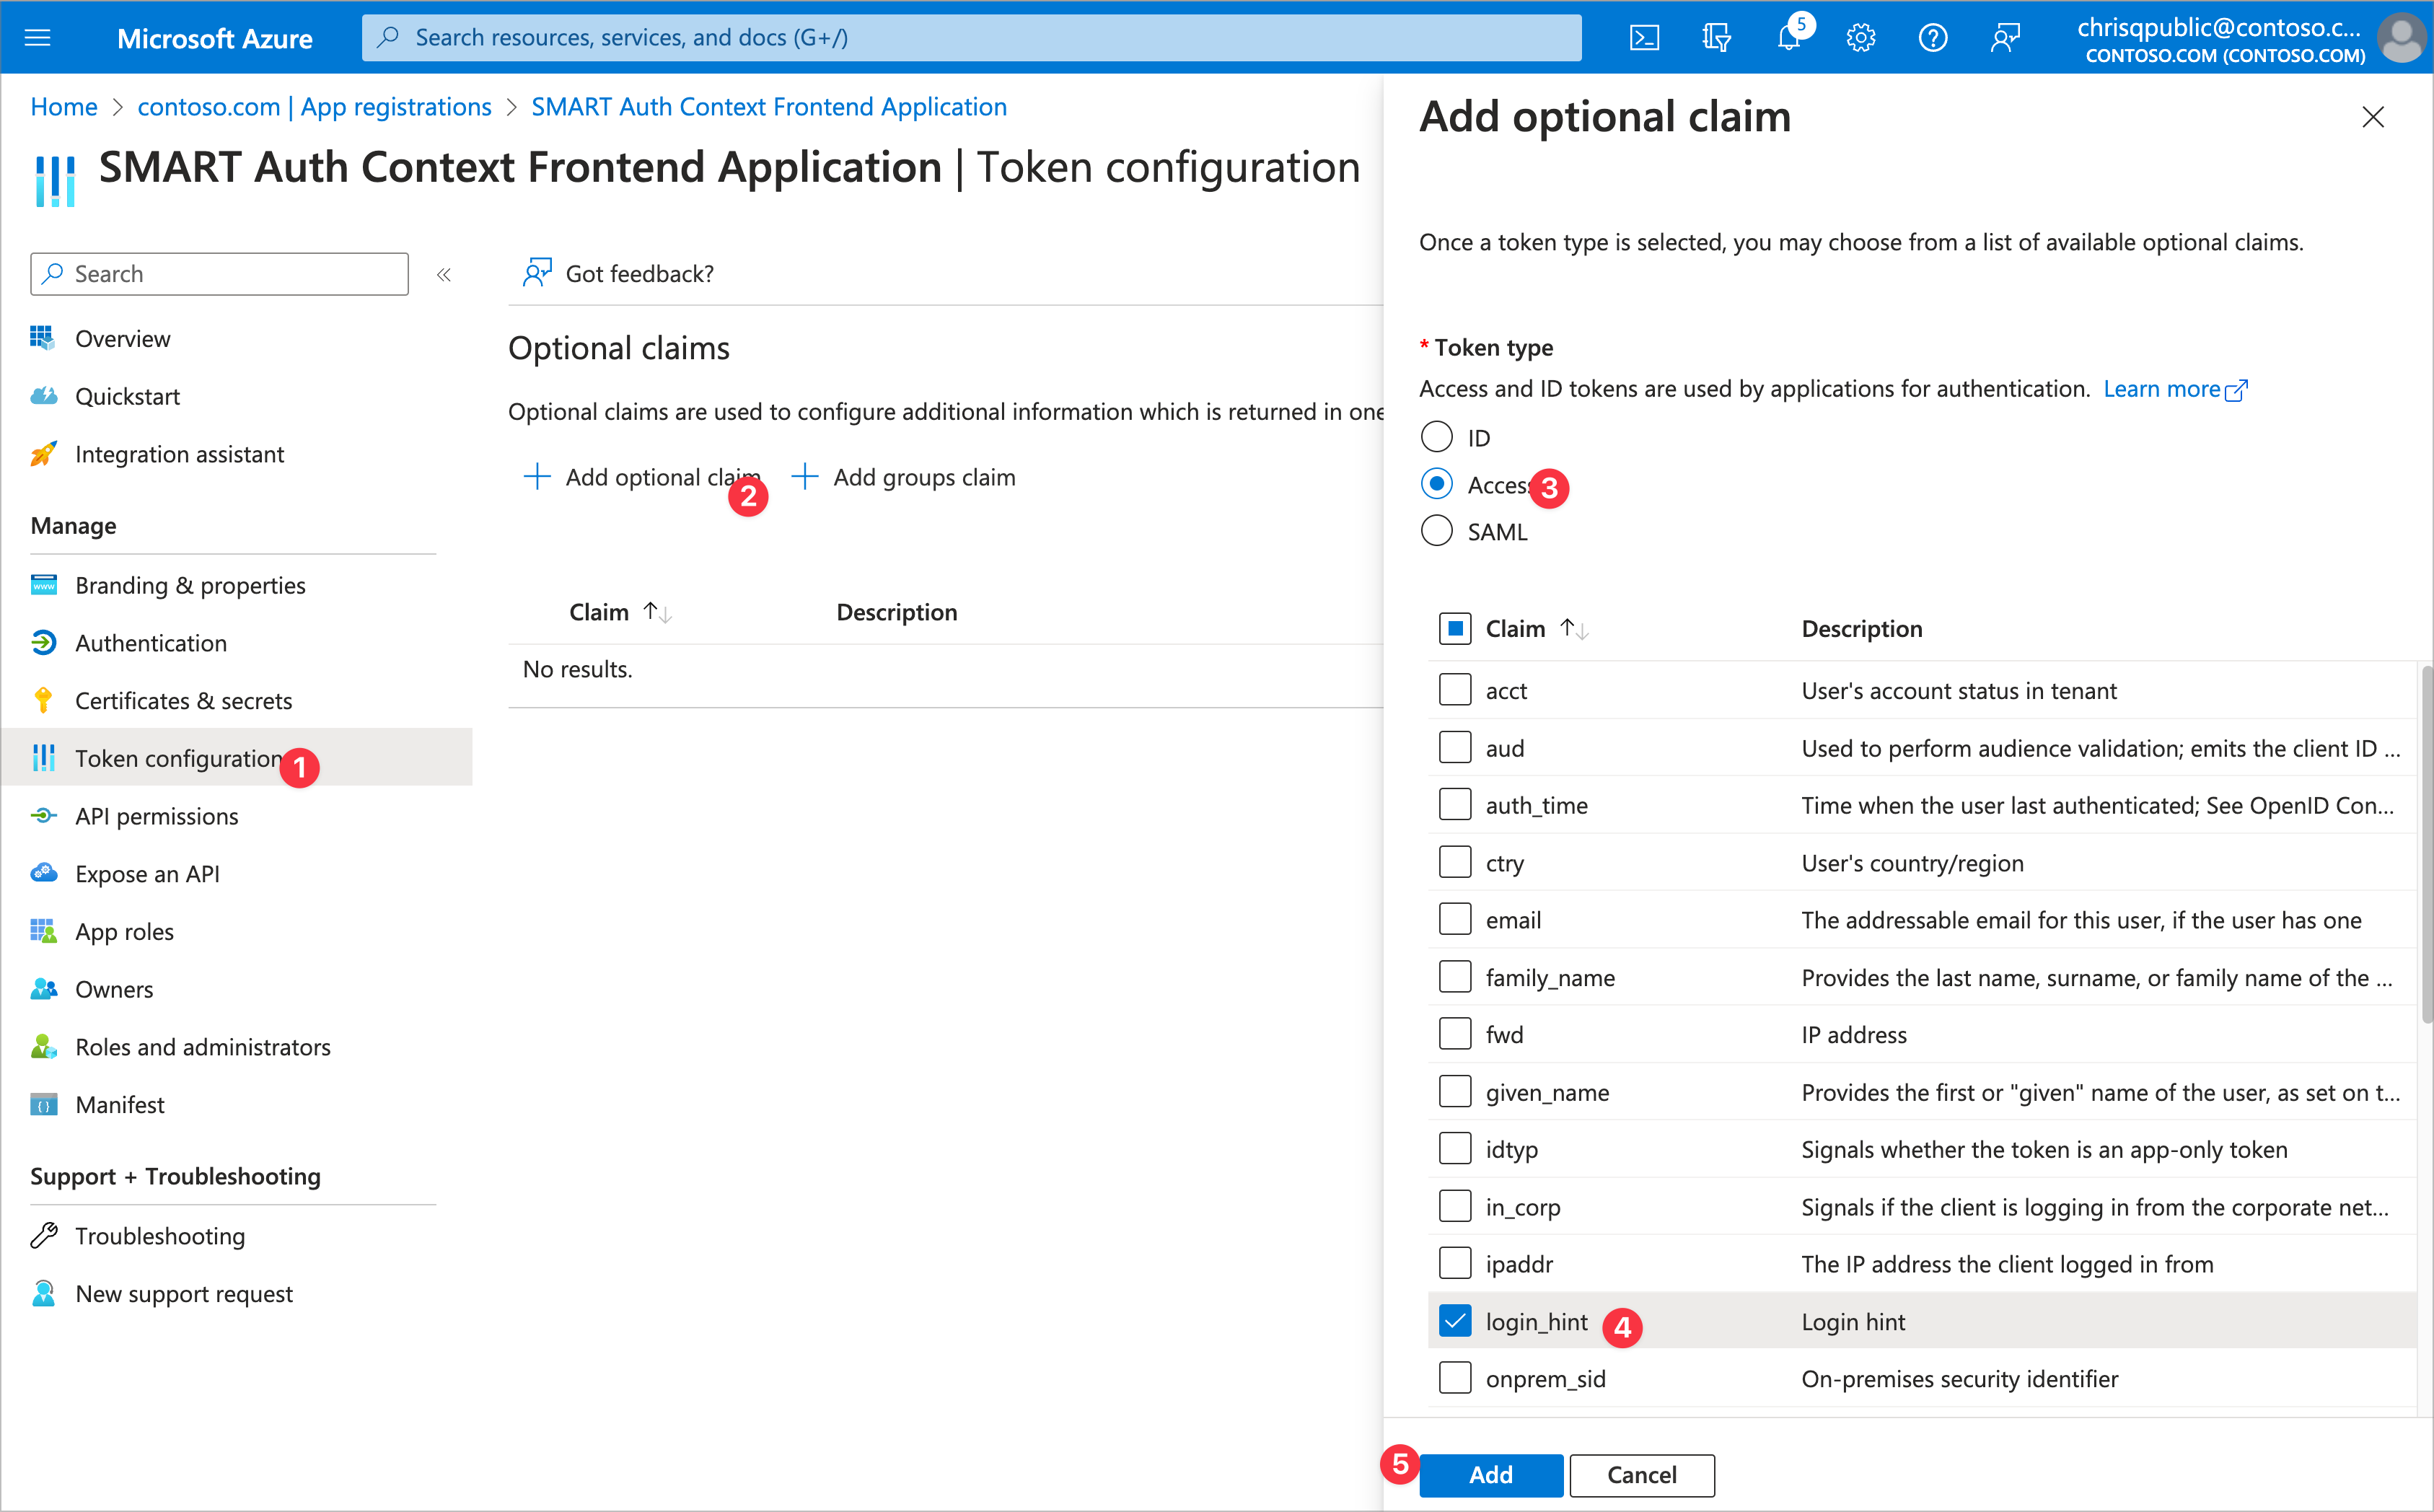 Microsoft Azure
Search resources, services, and docs (G+/)
5
chrisqpublic@contoso.c...
CONTOSO.COM (CONTOSO.COM)
Home > contoso.com | App registrations > SMART Auth Context Frontend Application
SMART Auth Context Frontend Application | Token configuration
Search
«
Overview
Quickstart
Integration assistant
Manage
Branding & properties
Authentication
Certificates & secrets
Token configuration
1
API permissions
Expose an API
App roles
Owners
Roles and administrators
Manifest
Support + Troubleshooting
Troubleshooting
New support request
Got feedback?
Optional claims
Optional claims are used to configure additional information which is returned in one
+ Add optional claim
2
+ Add groups claim
Claim ↑↓ Description
No results.
Add optional claim
Once a token type is selected, you may choose from a list of available optional claims.
* Token type
Access and ID tokens are used by applications for authentication. Learn more
ID
Access
3
SAML
Claim ↑↓ Description
acct User's account status in tenant
aud Used to perform audience validation; emits the client ID ...
auth_time Time when the user last authenticated; See OpenID Con...
ctry User's country/region
email The addressable email for this user, if the user has one
family_name Provides the last name, surname, or family name of the ...
fwd IP address
given_name Provides the first or "given" name of the user, as set on t...
idtyp Signals whether the token is an app-only token
in_corp Signals if the client is logging in from the corporate net...
ipaddr The IP address the client logged in from
login_hint 4 Login hint
onprem_sid On-premises security identifier
5
Add
Cancel